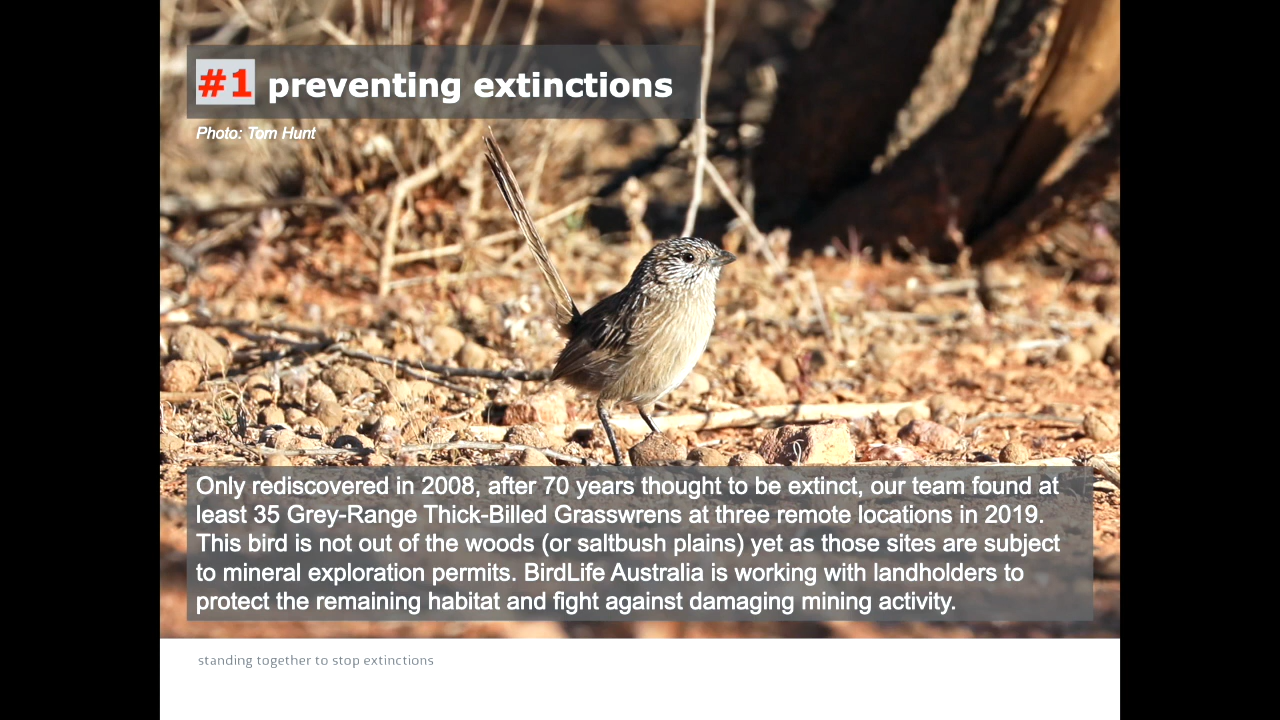 #1 preventing extinctions
Photo: Tom Hunt
Only rediscovered in 2008, after 70 years thought to be extinct, our team found at
least 35 Grey-Range Thick-Billed Grasswrens at three remote locations in 2019.
This bird is not out of the woods (or saltbush plains) yet as those sites are subject
to mineral exploration permits. BirdLife Australia is working with landholders to
protect the remaining habitat and fight against damaging mining activity.
standing together to stop extinctions